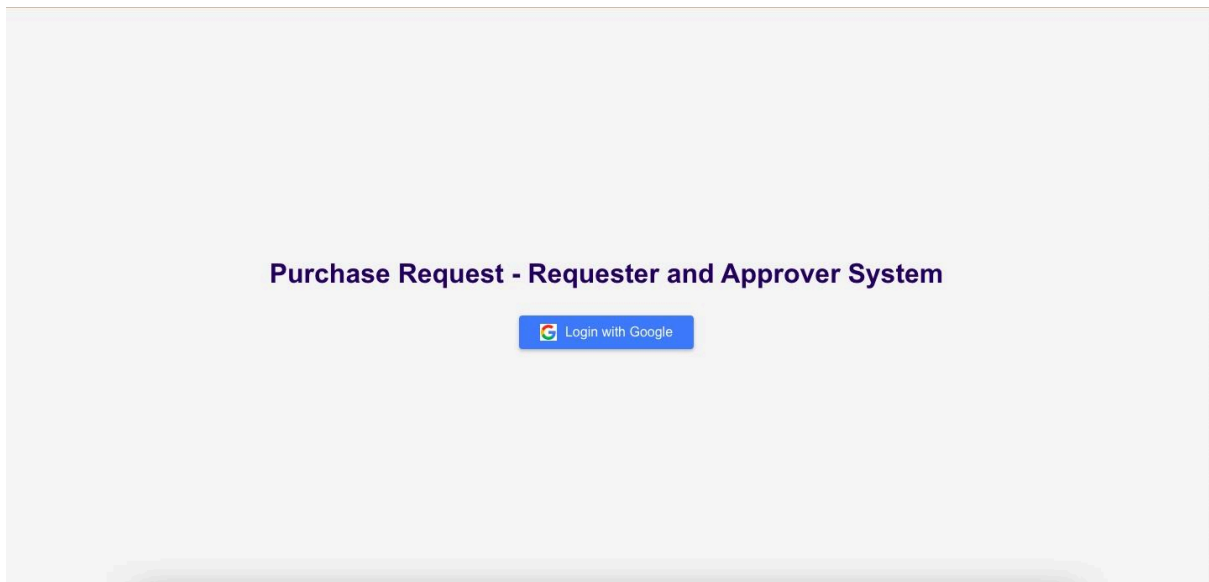 Purchase Request - Requester and Approver System
Login with Google